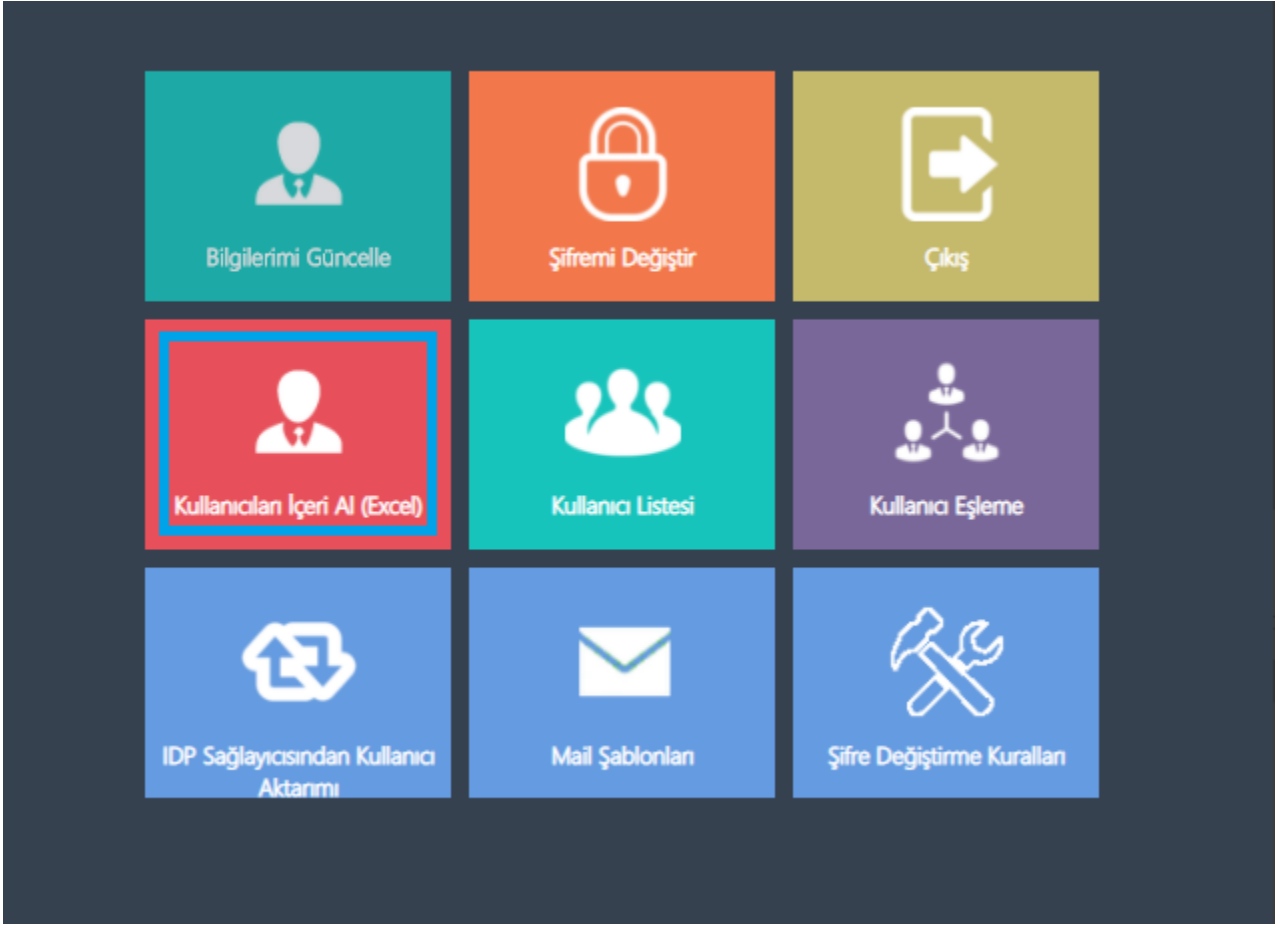 Bilgilerimi Güncelle
Şifremi Değiştir
Çıkış
Kullanıcıları İçeri Al (Excel)
Kullanıcı Listesi
Kullanıcı Eşleme
IDP Sağlayıcısından Kullanıcı
Aktarımı
Mail Şablonları
Şifre Değiştirme Kuralları